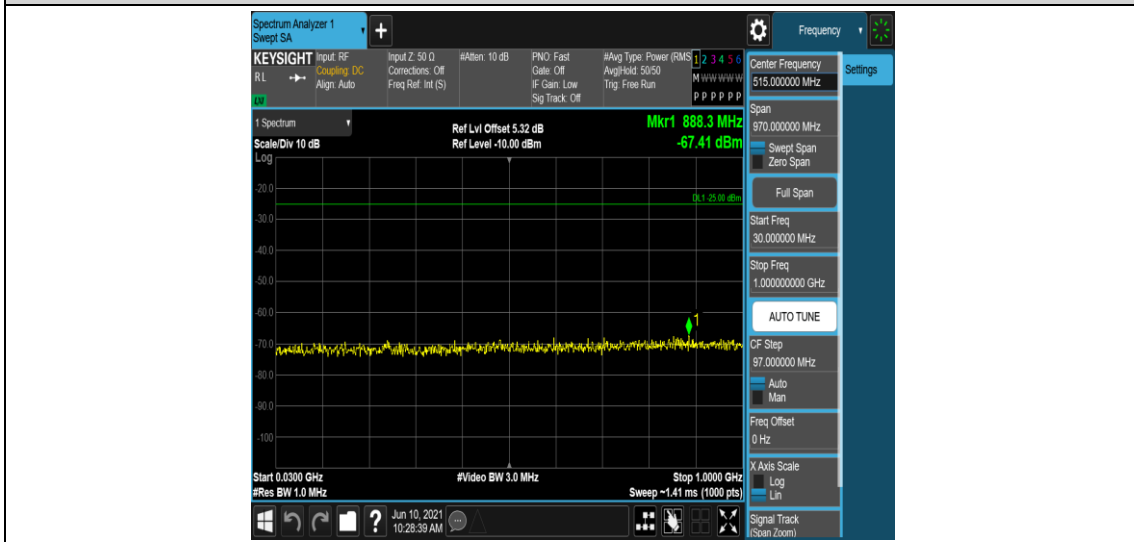 Spectrum Analyzer 1
Swept SA
+
Frequency
KEYSIGHT
RL
LXI
Input: RF
Coupling: DC
Align: Auto
Input Z: 50 Ω
Corrections: Off
Freq Ref: Int (S)
#Atten: 10 dB
PNO: Fast
Gate: Off
IF Gain: Low
Sig Track: Off
#Avg Type: Power (RMS
Avg|Hold: 50/50
Trig: Free Run
1 2 3 4 5 6
M W W W W W
P P P P P P
Center Frequency
515.000000 MHz
Settings
1 Spectrum
Scale/Div 10 dB
Ref Lvl Offset 5.32 dB
Ref Level -10.00 dBm
Mkr1 888.3 MHz
-67.41 dBm
Log
-20.0
DL1 -25.00 dBm
-30.0
-40.0
-50.0
-60.0
1
-70.0
-80.0
-90.0
-100
Start 0.0300 GHz
#Res BW 1.0 MHz
#Video BW 3.0 MHz
Stop 1.0000 GHz
Sweep ~1.41 ms (1000 pts)
Span
970.000000 MHz
Swept Span
Zero Span
Full Span
Start Freq
30.000000 MHz
Stop Freq
1.000000000 GHz
AUTO TUNE
CF Step
97.000000 MHz
Auto
Man
Freq Offset
0 Hz
X Axis Scale
Log
Lin
Signal Track
(Span Zoom)
?
Jun 10, 2021
10:28:39 AM